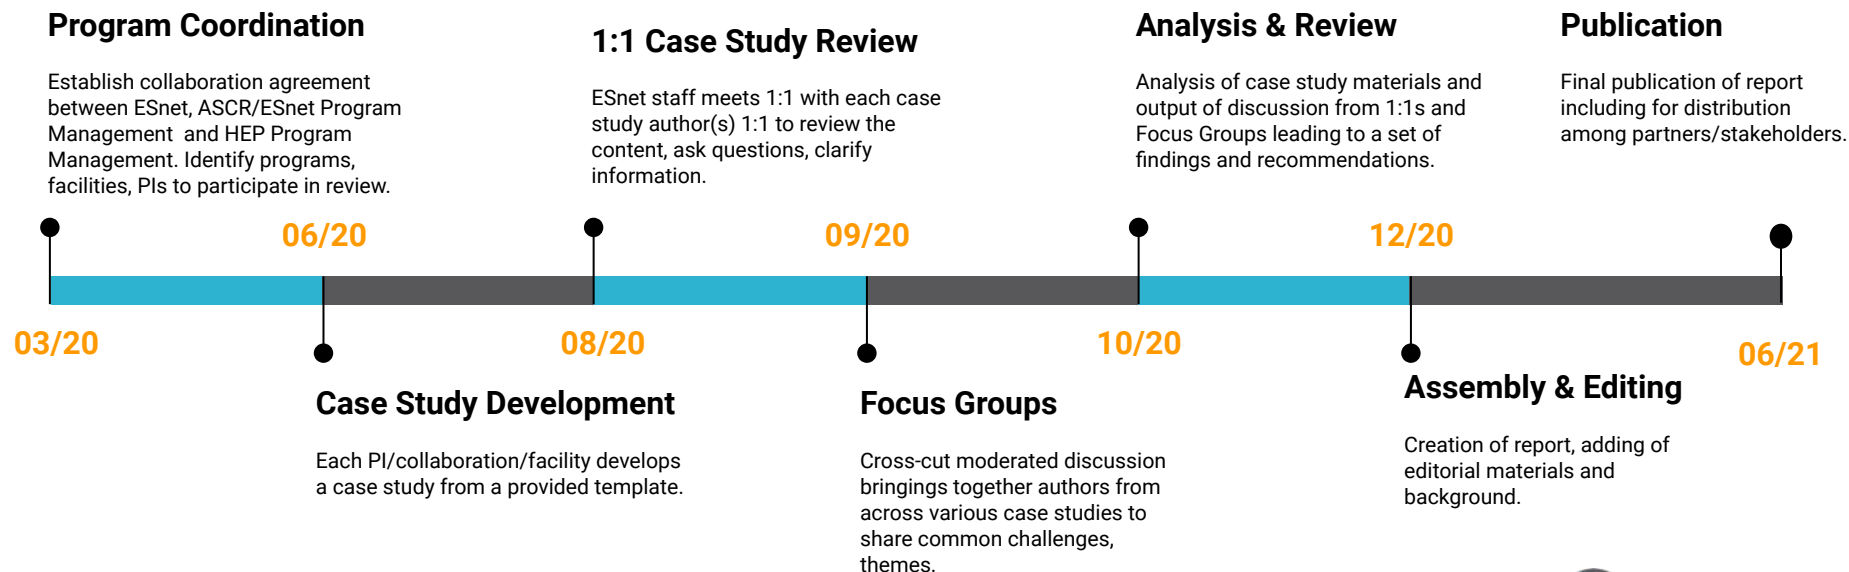 Program Coordination
Establish collaboration agreement
between ESnet, ASCR/ESnet Program
Management  and HEP Program
Management. Identify programs,
facilities, PIs to participate in review.
1:1 Case Study Review
ESnet staff meets 1:1 with each case
study author(s) 1:1 to review the
content, ask questions, clarify
information.
Analysis & Review
Analysis of case study materials and
output of discussion from 1:1s and
Focus Groups leading to a set of
findings and recommendations.
Publication
Final publication of report
including for distribution
among partners/stakeholders.
06/20
09/20
12/20
03/20
08/20
10/20
06/21
Case Study Development
Each PI/collaboration/facility develops
a case study from a provided template.
Focus Groups
Cross-cut moderated discussion
bringings together authors from
across various case studies to
share common challenges,
themes.
Assembly & Editing
Creation of report, adding of
editorial materials and
background.